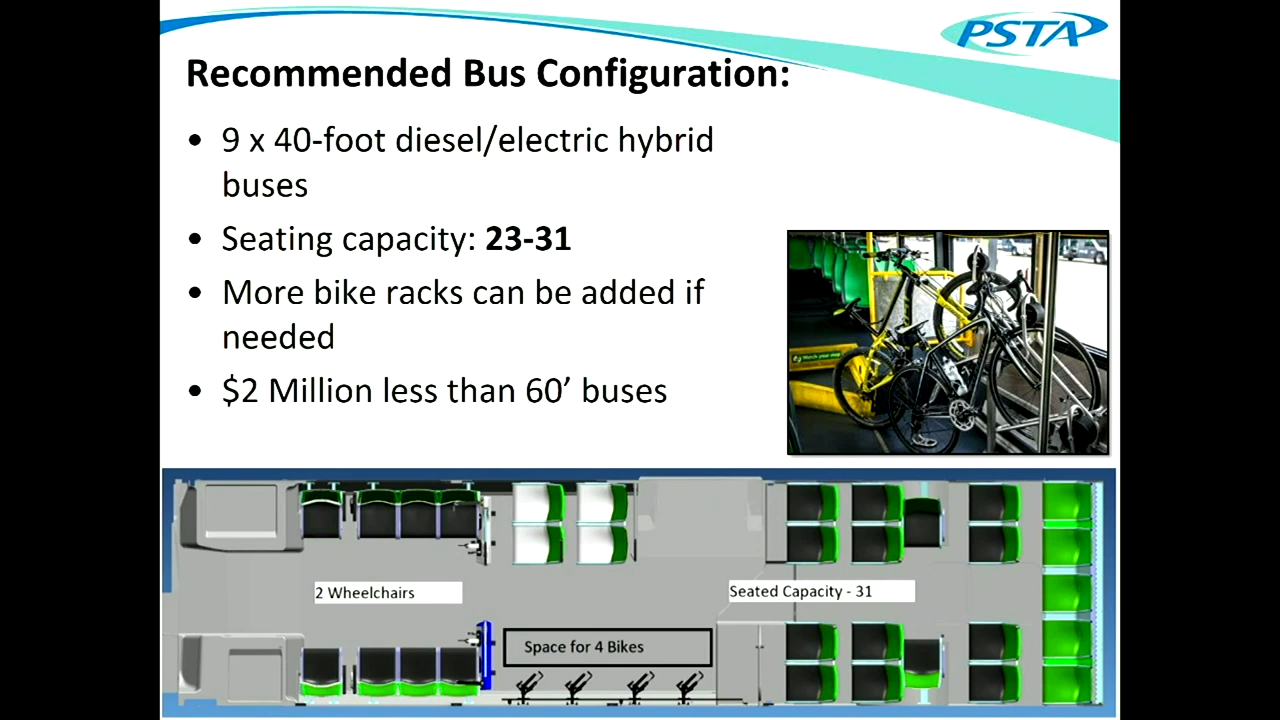 PSTA
Recommended Bus Configuration:
• 9 x 40-foot diesel/electric hybrid
buses
• Seating capacity: 23-31
• More bike racks can be added if
needed
• $2 Million less than 60’ buses
2 Wheelchairs
Seated Capacity - 31
Space for 4 Bikes